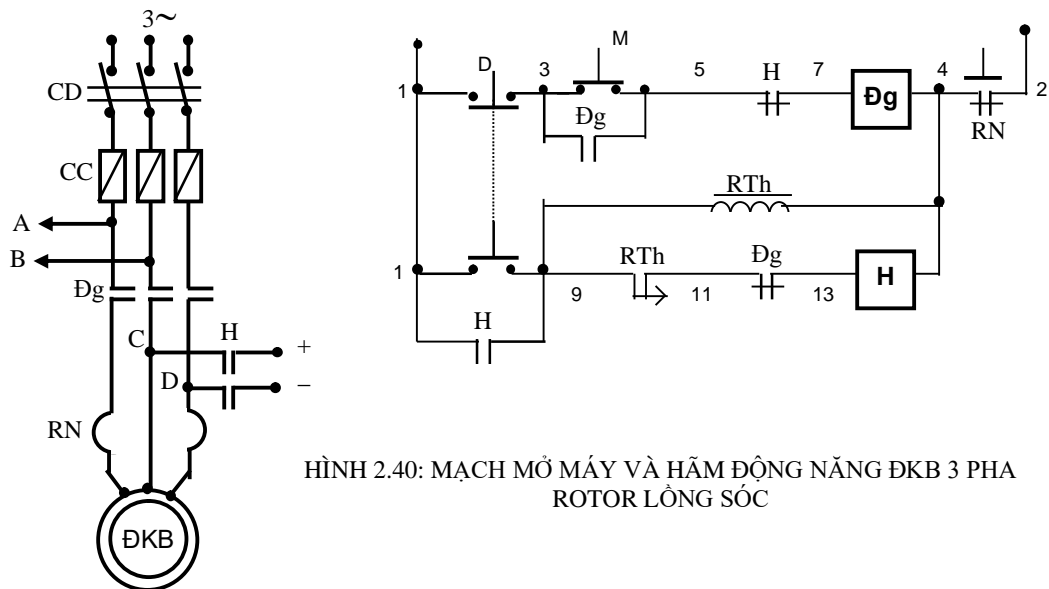 3~
CD
CC
A
B
Đg
C
H
+
D
−
RN
ĐKB
D
M
1
3
5
H
7
Đg
4
2
RN
Đg
RTh
1
RTh
Đg
H
9
11
13
H
HÌNH 2.40: MẠCH MỞ MÁY VÀ HÃM ĐỘNG NĂNG ĐKB 3 PHA
ROTOR LỒNG SÓC